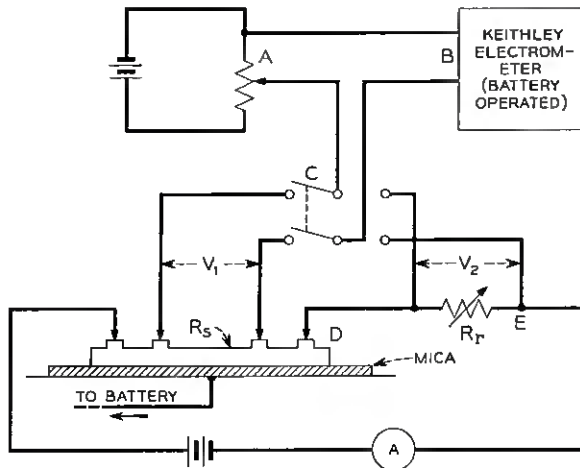 A
B
KEITHLEY
ELECTROM-
ETER
(BATTERY
OPERATED)
C
V1
V2
D
E
Rs
Rr
MICA
TO BATTERY
A